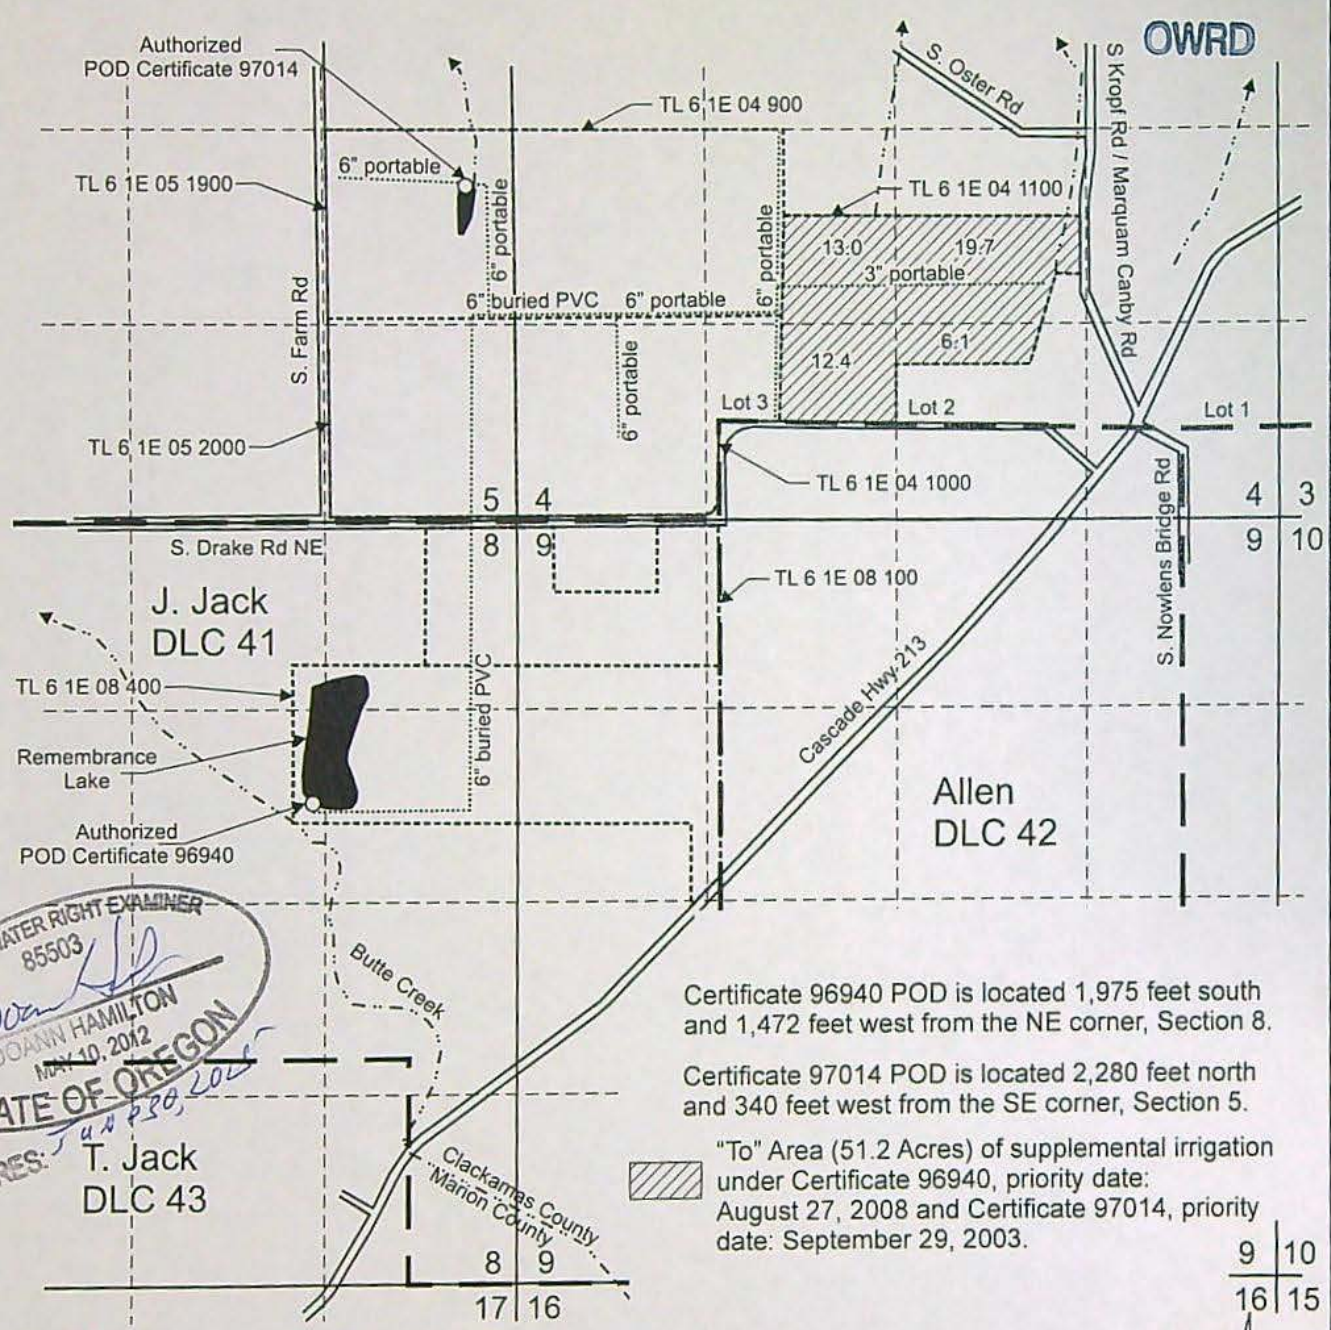 OWRD
Authorized
POD Certificate 97014
S. Oster Rd
S Kropf Rd / Marquam Canby Rd
TL 6 1E 04 900
6" portable
TL 6 1E 05 1900
6" portable
6" portable
TL 6 1E 04 1100
13.0
19.7
3" portable
S. Farm Rd
6" buried PVC
6" portable
6" portable
12.4
6.1
Lot 3
Lot 2
Lot 1
TL 6 1E 05 2000
TL 6 1E 04 1000
5 4
8 9
4 3
9 10
S. Drake Rd NE
S. Nowlens Bridge Rd
TL 6 1E 08 100
J. Jack
DLC 41
TL 6 1E 08 400
6" buried PVC
Cascade Hwy 213
Remembrance
Lake
Authorized
POD Certificate 96940
Allen
DLC 42
WATER RIGHT EXAMINER
85503
JOANN HAMILTON
MAY 10, 2012
STATE OF OREGON
Butte Creek
T. Jack
DLC 43
Clackamas County
Marion County
8 9
17 16
Certificate 96940 POD is located 1,975 feet south
and 1,472 feet west from the NE corner, Section 8.
Certificate 97014 POD is located 2,280 feet north
and 340 feet west from the SE corner, Section 5.
"To" Area (51.2 Acres) of supplemental irrigation
under Certificate 96940, priority date:
August 27, 2008 and Certificate 97014, priority
date: September 29, 2003.
9 10
16 15